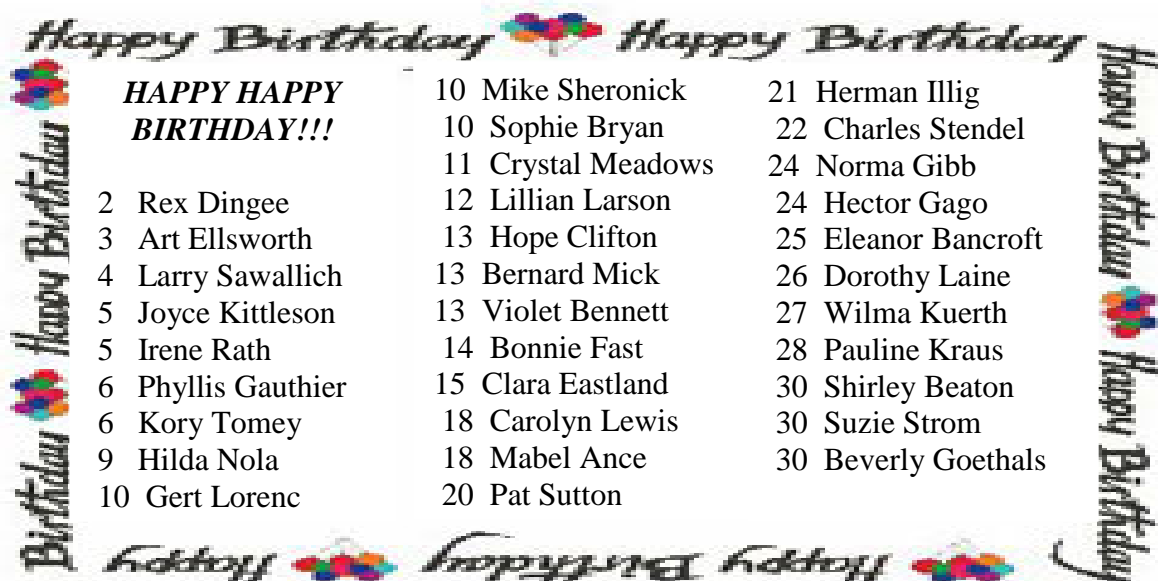 Happy Birthday Happy Birthday
HAPPY HAPPY
BIRTHDAY!!!
2 Rex Dingee
3 Art Ellsworth
4 Larry Sawallich
5 Joyce Kittleson
5 Irene Rath
6 Phyllis Gauthier
6 Kory Tomey
9 Hilda Nola
10 Gert Lorenc
10 Mike Sheronick
10 Sophie Bryan
11 Crystal Meadows
12 Lillian Larson
13 Hope Clifton
13 Bernard Mick
13 Violet Bennett
14 Bonnie Fast
15 Clara Eastland
18 Carolyn Lewis
18 Mabel Ance
20 Pat Sutton
21 Herman Illig
22 Charles Stendel
24 Norma Gibb
24 Hector Gago
25 Eleanor Bancroft
26 Dorothy Laine
27 Wilma Kuerth
28 Pauline Kraus
30 Shirley Beaton
30 Suzie Strom
30 Beverly Goethals
Happy Birthday
Happy Birthday
Happy Birthday
Birthday